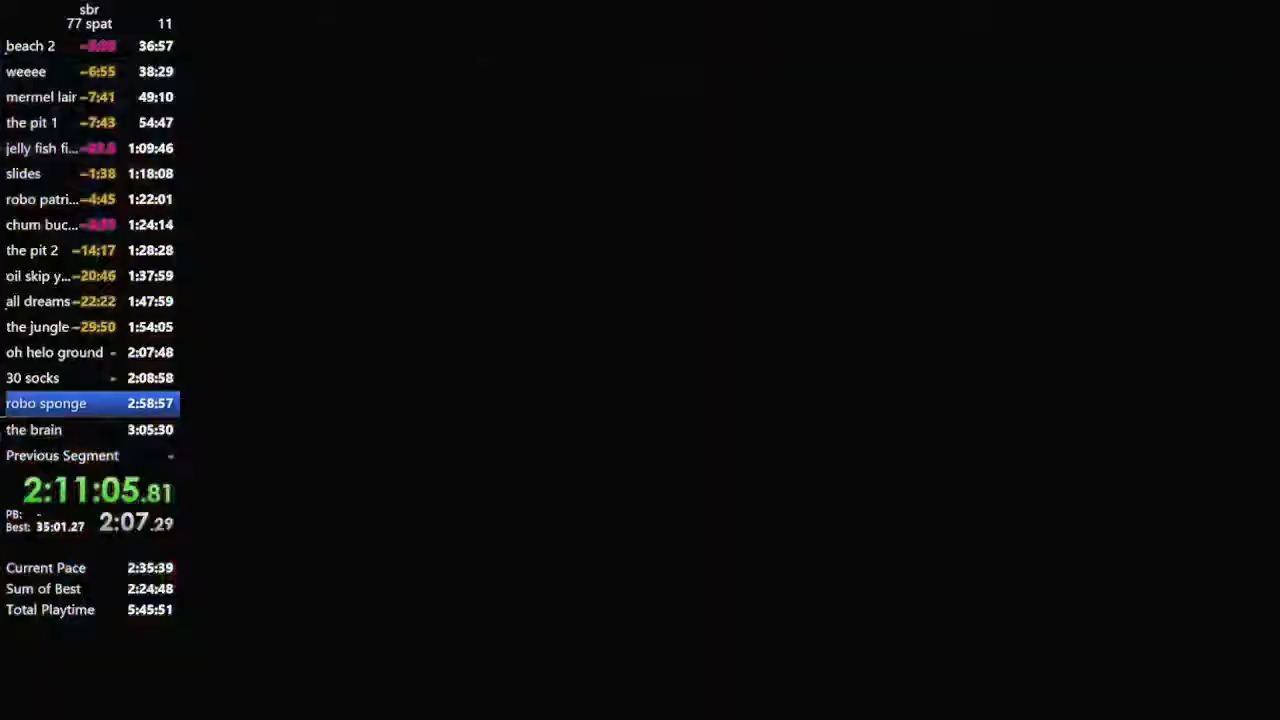 sbr
77 spat 11
beach 2 36:57
weeee −6:55 38:29
mermel lair −7:41 49:10
the pit 1 −7:43 54:47
jelly fish fi... 1:09:46
slides −1:38 1:18:08
robo patri... −4:45 1:22:01
chum buc... 1:24:14
the pit 2 −14:17 1:28:28
oil skip y... −20:46 1:37:59
all dreams −22:22 1:47:59
the jungle −29:50 1:54:05
oh helo ground - 2:07:48
30 socks - 2:08:58
robo sponge 2:58:57
the brain 3:05:30
Previous Segment -
2:11:05.81
PB: -
Best: 35:01.27 2:07.29
Current Pace 2:35:39
Sum of Best 2:24:48
Total Playtime 5:45:51